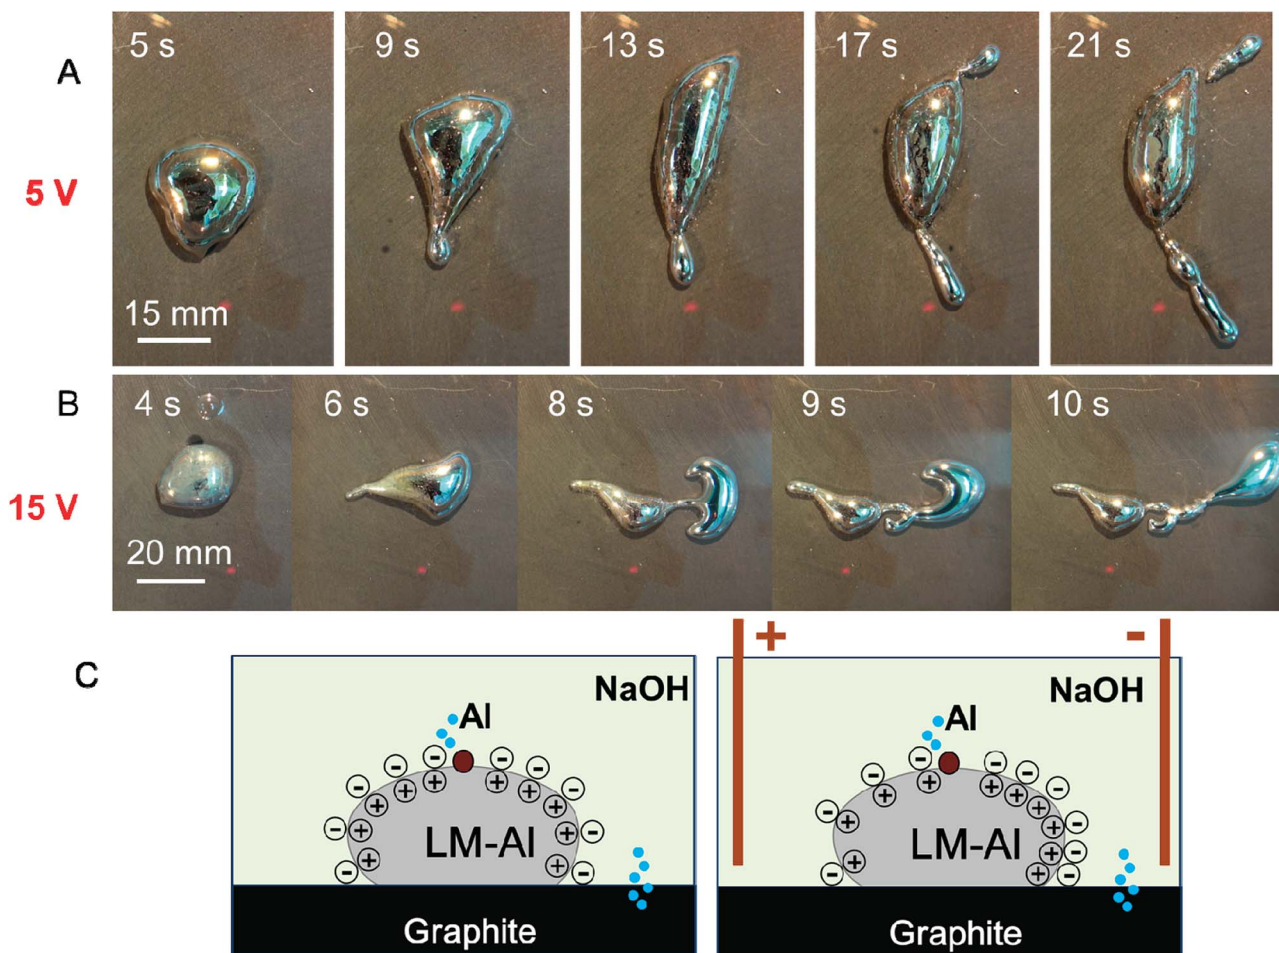 A
5 V
5 s
9 s
13 s
17 s
21 s
15 mm
B
15 V
4 s
6 s
8 s
9 s
10 s
20 mm
C
NaOH
Al
- - - - - - - - - -
+ + + + + + + + +
LM-Al
Graphite
+ -
NaOH
Al
- - - - - - - - - -
+ + + + + + + + + + +
LM-Al
Graphite